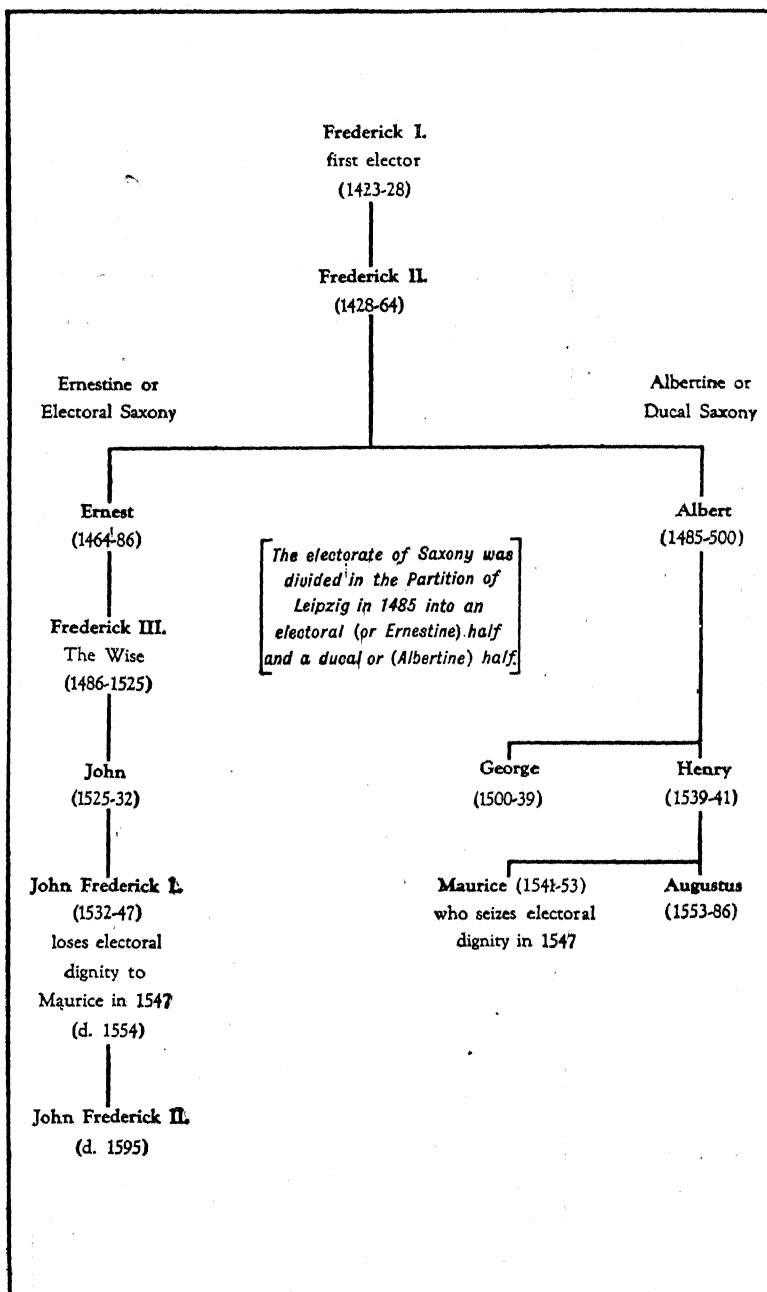 Frederick I.
first elector
(1423-28)
Frederick II.
(1428-64)
Ernestine or
Electoral Saxony
Albertine or
Ducal Saxony
Ernest
(1464-86)
Albert
(1485-500)
The electorate of Saxony was
divided in the Partition of
Leipzig in 1485 into an
electoral (or Ernestine) half
and a ducal or (Albertine) half.
Frederick III.
The Wise
(1486-1525)
John
(1525-32)
George
(1500-39)
Henry
(1539-41)
John Frederick I.
(1532-47)
loses electoral
dignity to
Maurice in 1547
(d. 1554)
Maurice (1541-53)
who seizes electoral
dignity in 1547
Augustus
(1553-86)
John Frederick II.
(d. 1595)